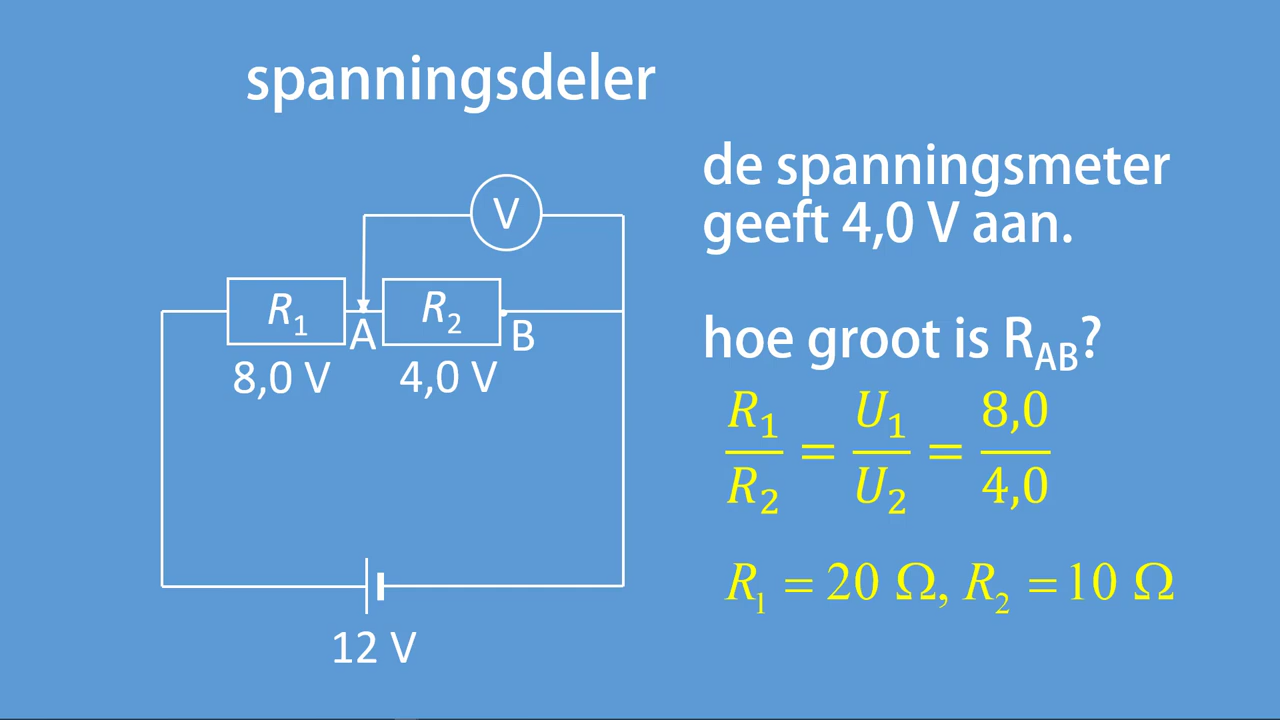 spanningsdeler
de spanningsmeter
geeft 4,0 V aan.
V
R1
A
R2
B
8,0 V
4,0 V
hoe groot is RAB?
R1/R2 = U1/U2 = 8,0/4,0
R1 = 20 Ω, R2 = 10 Ω
12 V